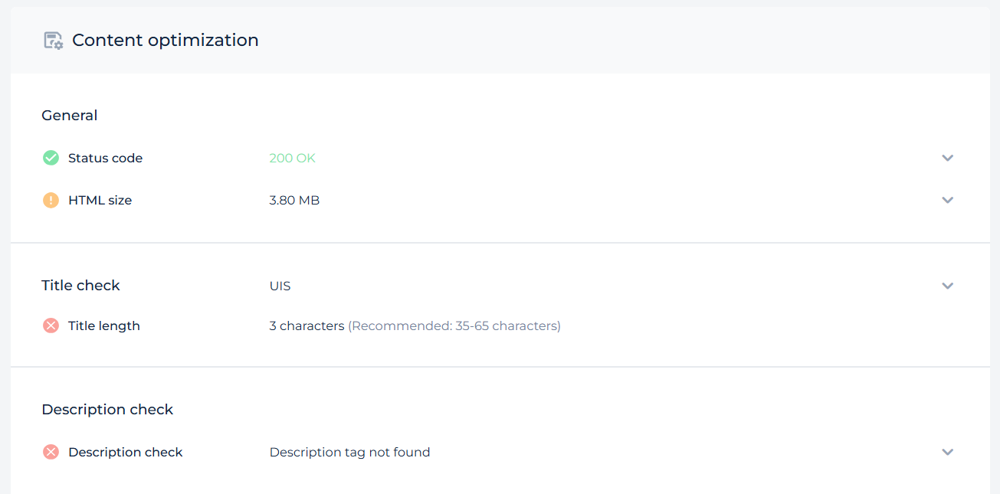 Content optimization
General
Status code 200 OK
HTML size 3.80 MB
Title check UIS
Title length 3 characters (Recommended: 35-65 characters)
Description check
Description check Description tag not found